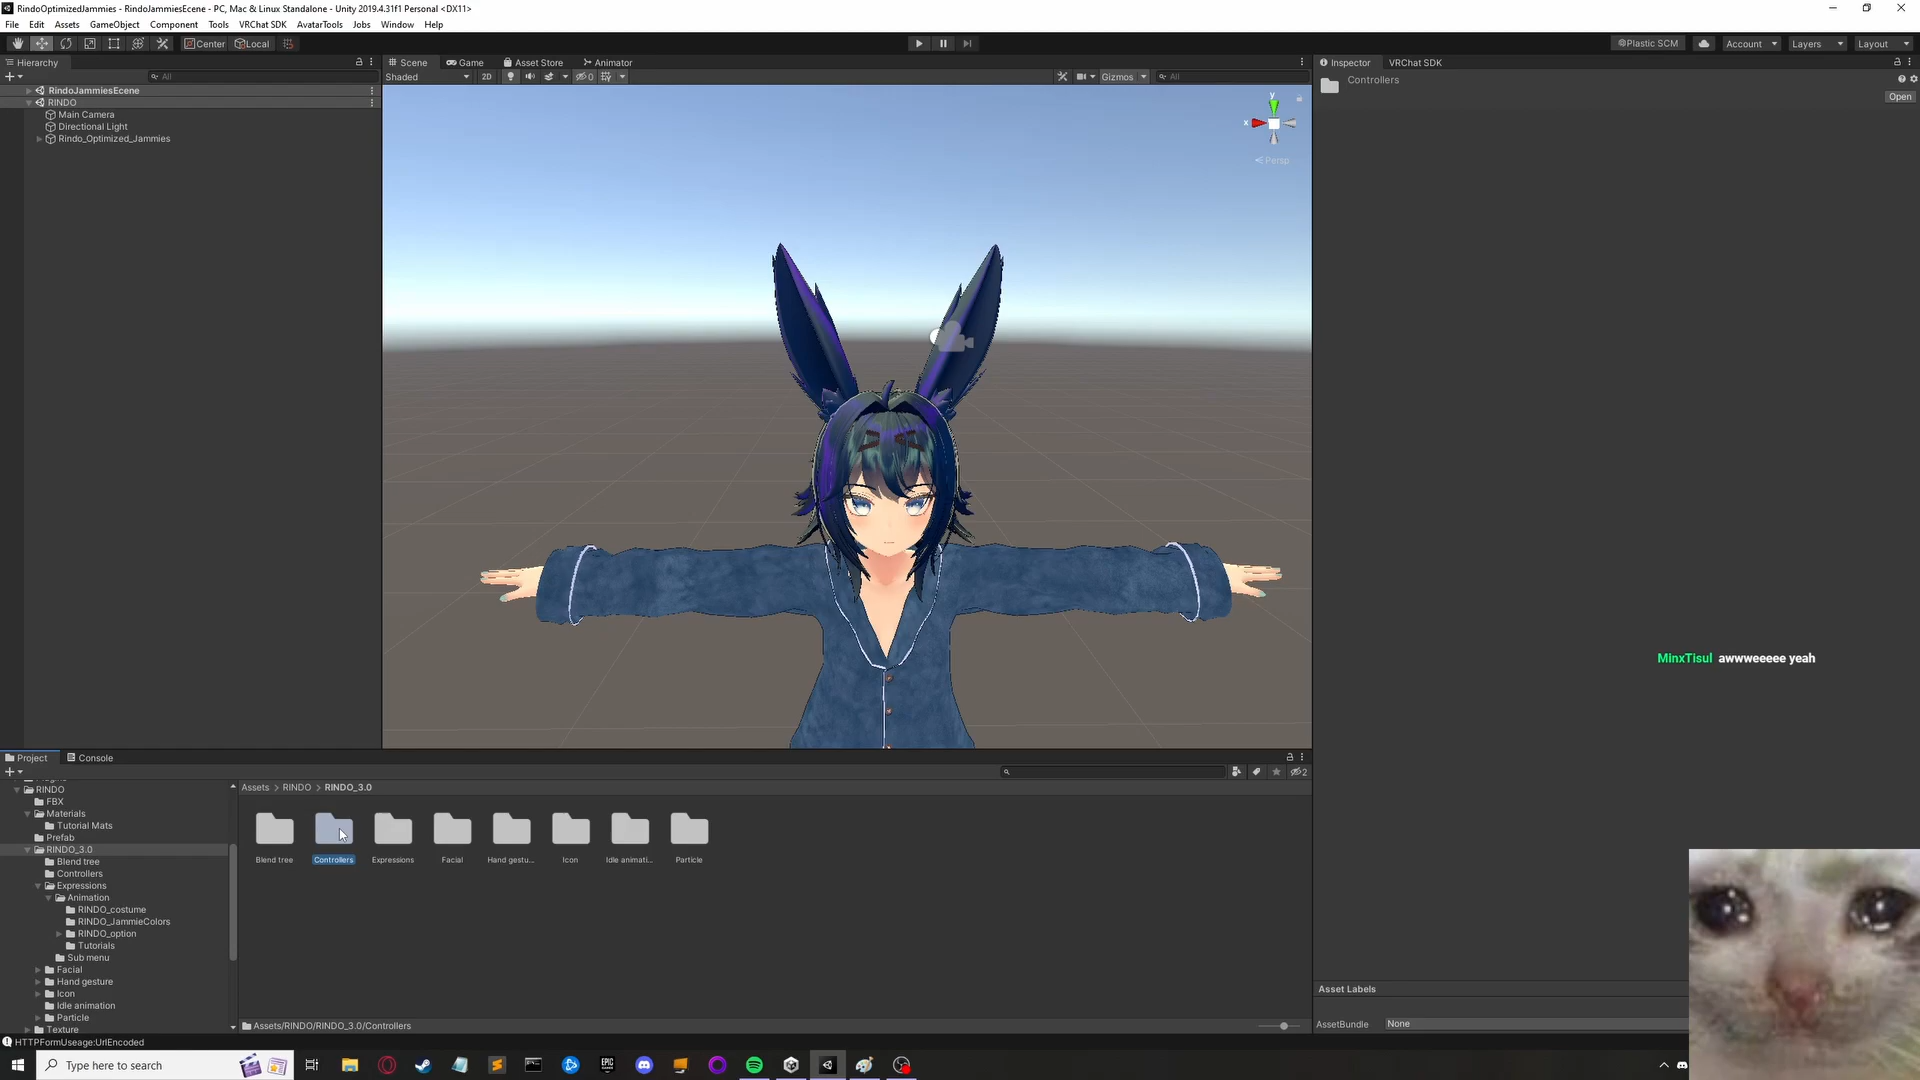 RindoOptimizedJammies - RindoJammiesEcene - PC, Mac & Linux Standalone - Unity 2019.4.31f1 Personal <DX11>
File Edit Assets GameObject Component Tools VRChat SDK AvatarTools Jobs Window Help
Center Local Plastic SCM Account Layers Layout
Hierarchy
All
RindoJammiesEcene
RINDO
Main Camera
Directional Light
Rindo_Optimized_Jammies
Scene Game Asset Store Animator
Shaded 2D 0 Gizmos All
y
x
Persp
Inspector VRChat SDK
Controllers
Open
MinxTisul awwweeeee yeah
Project Console
2
RINDO
FBX
Materials
Tutorial Mats
Prefab
RINDO_3.0
Blend tree
Controllers
Expressions
Animation
RINDO_costume
RINDO_JammieColors
RINDO_option
Tutorials
Sub menu
Facial
Hand gesture
Icon
Idle animation
Particle
Texture
Assets > RINDO > RINDO_3.0
Blend tree Controllers Expressions Facial Hand gestu... Icon Idle animati... Particle
Assets/RINDO/RINDO_3.0/Controllers
Asset Labels
AssetBundle None
HTTPFormUseage:UrlEncoded
Type here to search
EPIC GAMES